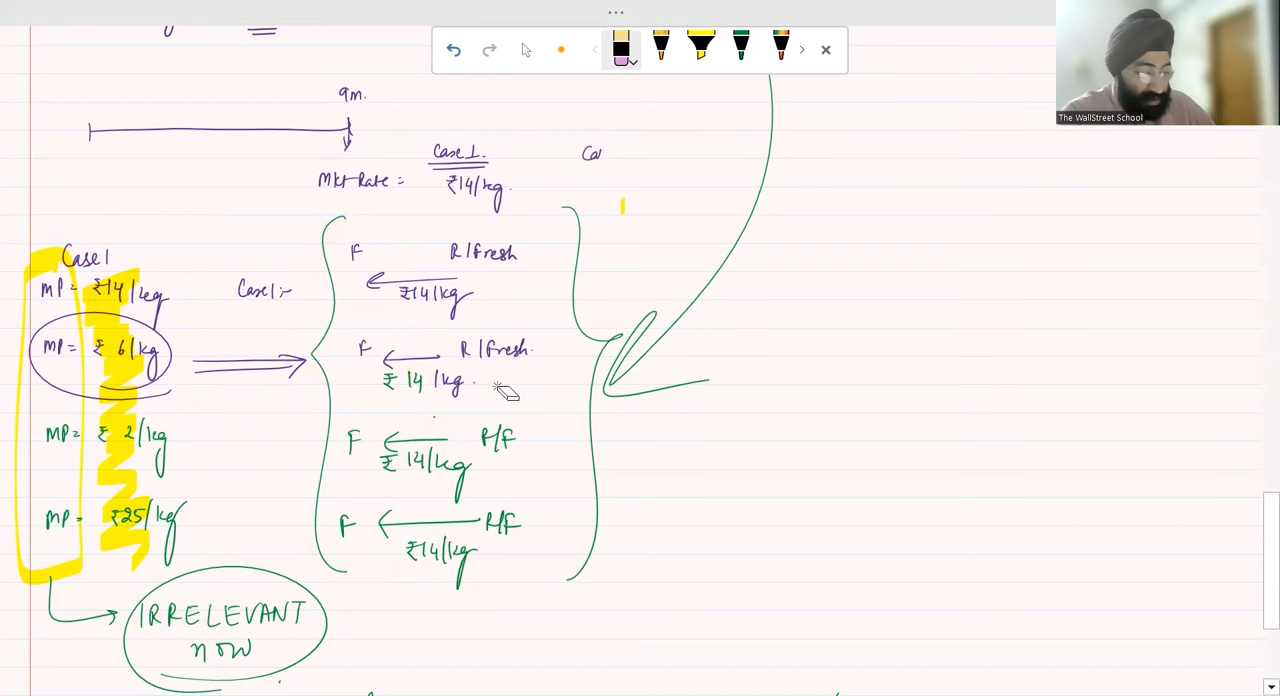 The WallStreet School
9m.
Case 1.
Ca
Mkt Rate = ₹14/kg.
Case 1
MP = ₹14/kg
Case 1:-
F R/Fresh
₹14/kg
MP = ₹ 6/kg
F R/Fresh.
₹ 14/kg.
MP = ₹ 2/kg
F R/F
₹ 14/kg
MP = ₹25/kg
F R/F
₹14/kg
IRRELEVANT
now